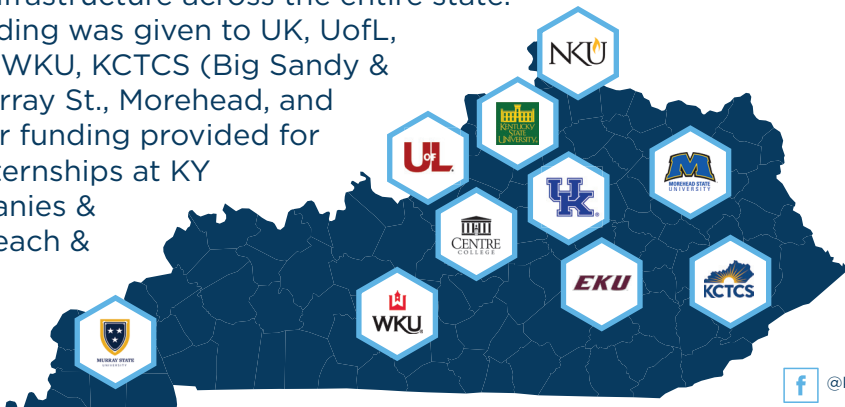 frastructure across the entire state.
ding was given to UK, UofL,
WKU, KCTCS (Big Sandy &
rray St., Morehead, and
r funding provided for
ternships at KY
anies &
each &
NKU
KENTUCKY
STATE
UNIVERSITY.
UofL
MOREHEAD STATE
UNIVERSITY
UK
CENTRE
COLLEGE
EKU
KCTCS
WKU
MURRAY STATE
UNIVERSITY
f @